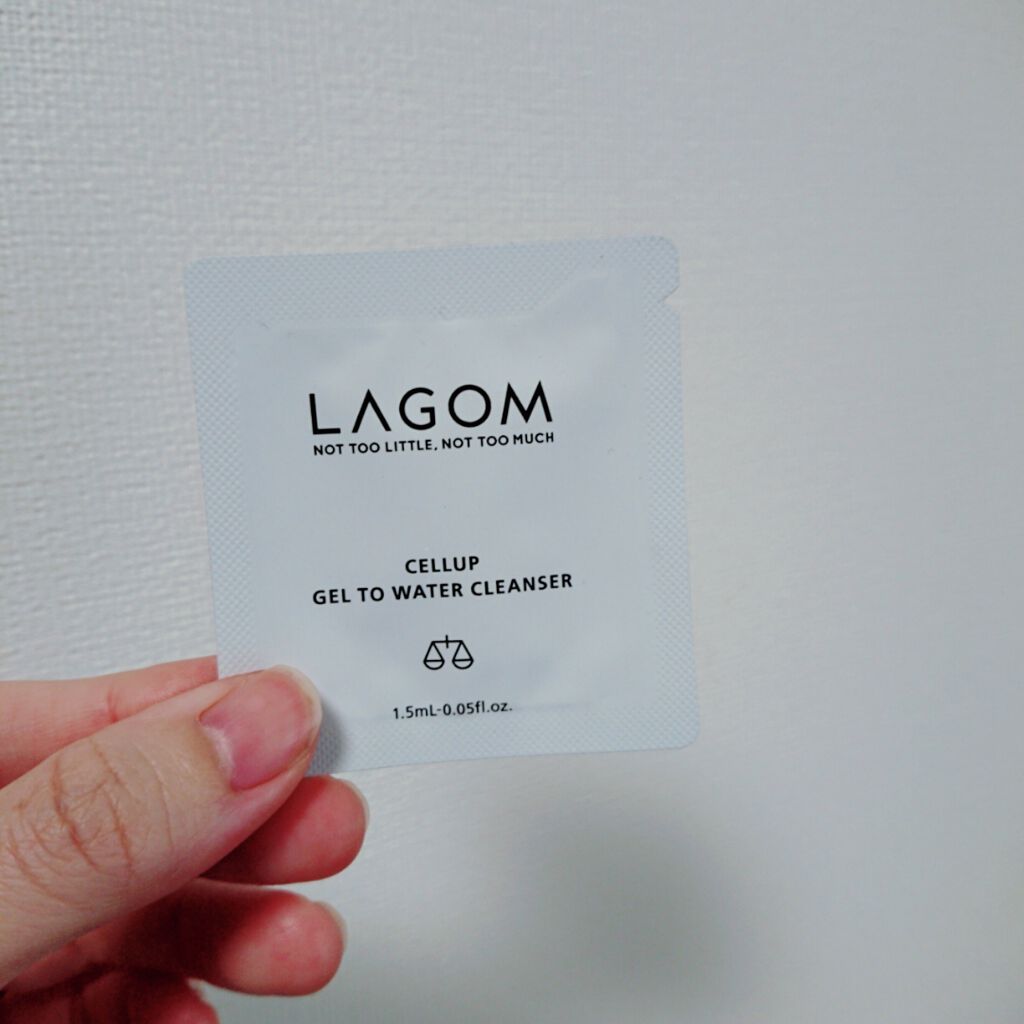 LAGOM
NOT TOO LITTLE, NOT TOO MUCH
CELLUP
GEL TO WATER CLEANSER
1.5mL-0.05fl.oz.